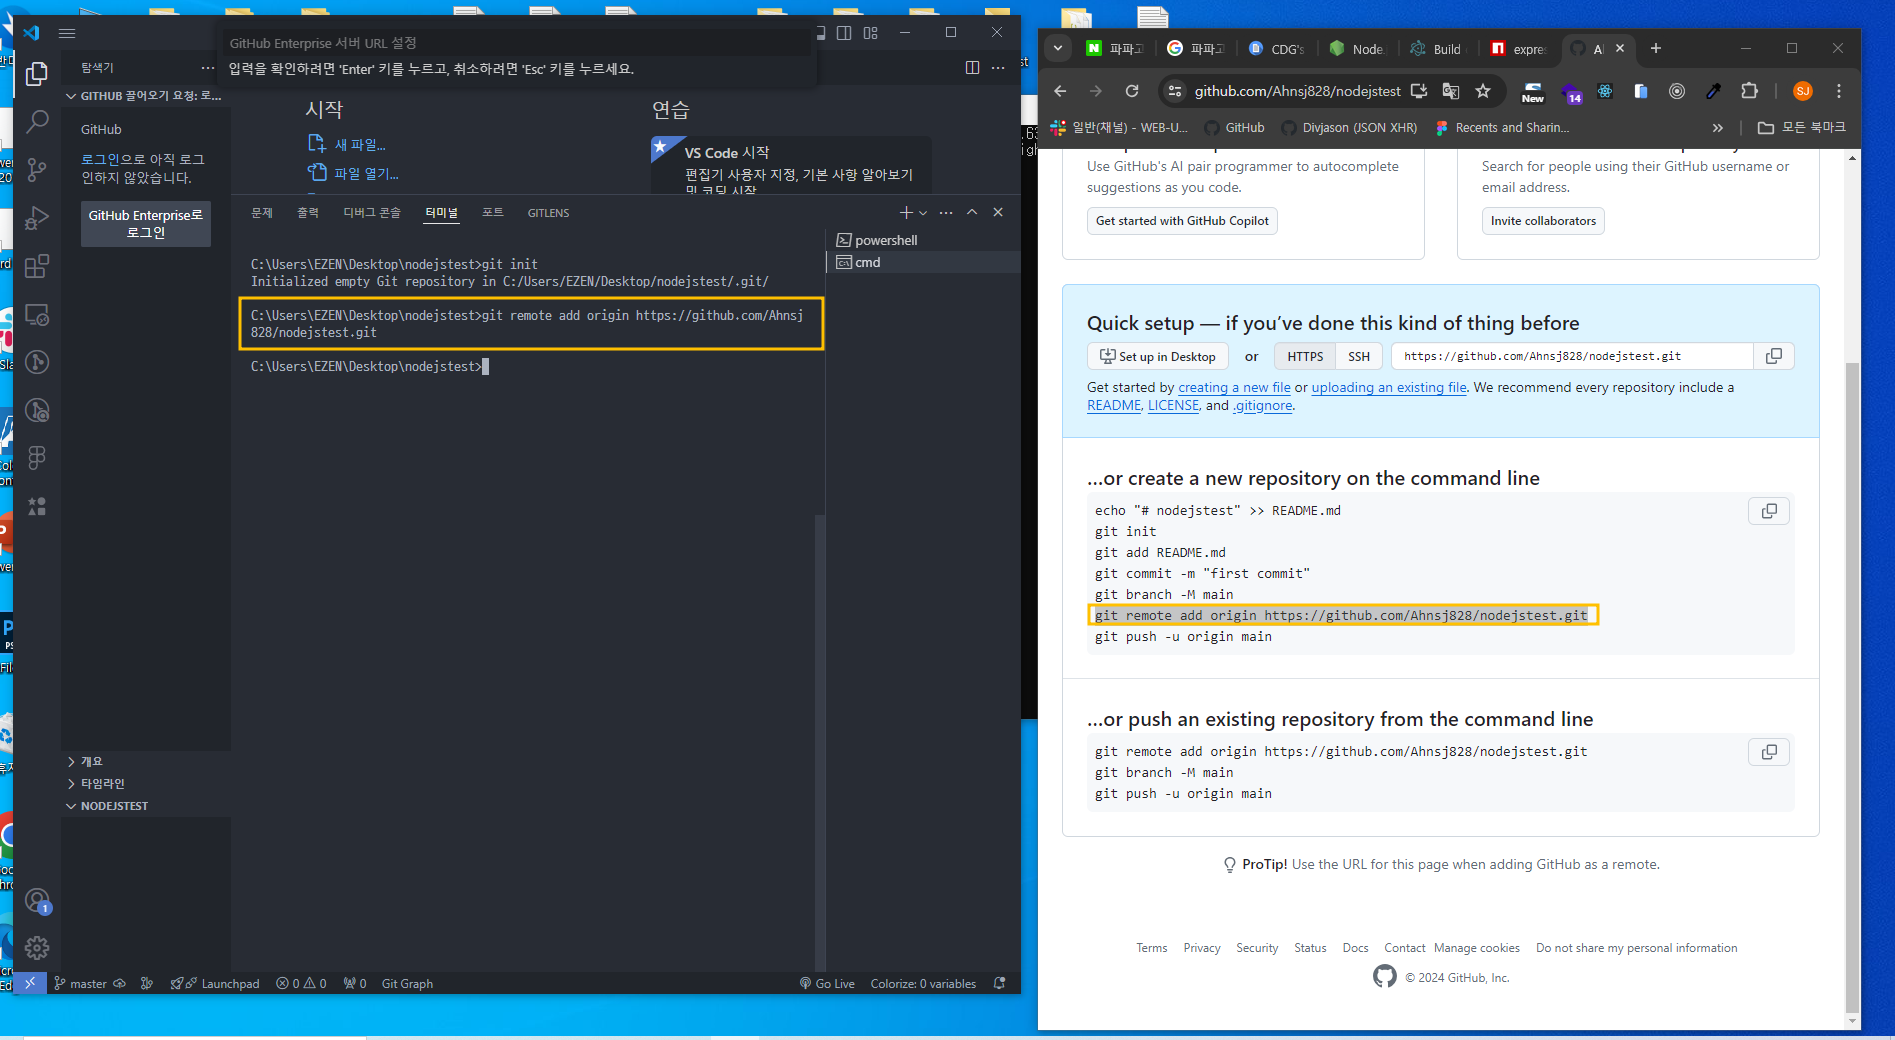 GitHub Enterprise 서버 URL 설정
입력을 확인하려면 'Enter' 키를 누르고, 취소하려면 'Esc' 키를 누르세요.
탐색기
GITHUB 끌어오기 요청: 로...
GitHub
로그인으로 아직 로그
인하지 않았습니다.
GitHub Enterprise로
로그인
시작
새 파일...
파일 열기...
연습
VS Code 시작
편집기 사용자 지정, 기본 사항 알아보기
및 코딩 시작
문제
출력
디버그 콘솔
터미널
포트
GITLENS
powershell
cmd
C:\Users\EZEN\Desktop\nodejstest>git init
Initialized empty Git repository in C:/Users/EZEN/Desktop/nodejstest/.git/
C:\Users\EZEN\Desktop\nodejstest>git remote add origin https://github.com/Ahnsj
828/nodejstest.git
C:\Users\EZEN\Desktop\nodejstest>
개요
타임라인
NODEJSTEST
1
master
Launchpad
0
0
0
Git Graph
Go Live
Colorize: 0 variables
파파고
파파고
CDG's
Node.
Build
expres
github.com/Ahnsj828/nodejstest
New
14
SJ
일반(채널) - WEB-U...
GitHub
Divjason (JSON XHR)
Recents and Sharin...
모든 북마크
Use GitHub's AI pair programmer to autocomplete
suggestions as you code.
Get started with GitHub Copilot
Search for people using their GitHub username or
email address.
Invite collaborators
Quick setup — if you've done this kind of thing before
Set up in Desktop
or
HTTPS
SSH
https://github.com/Ahnsj828/nodejstest.git
Get started by creating a new file or uploading an existing file. We recommend every repository include a
README, LICENSE, and .gitignore.
...or create a new repository on the command line
echo "# nodejstest" >> README.md
git init
git add README.md
git commit -m "first commit"
git branch -M main
git remote add origin https://github.com/Ahnsj828/nodejstest.git
git push -u origin main
...or push an existing repository from the command line
git remote add origin https://github.com/Ahnsj828/nodejstest.git
git branch -M main
git push -u origin main
ProTip! Use the URL for this page when adding GitHub as a remote.
Terms
Privacy
Security
Status
Docs
Contact
Manage cookies
Do not share my personal information
© 2024 GitHub, Inc.